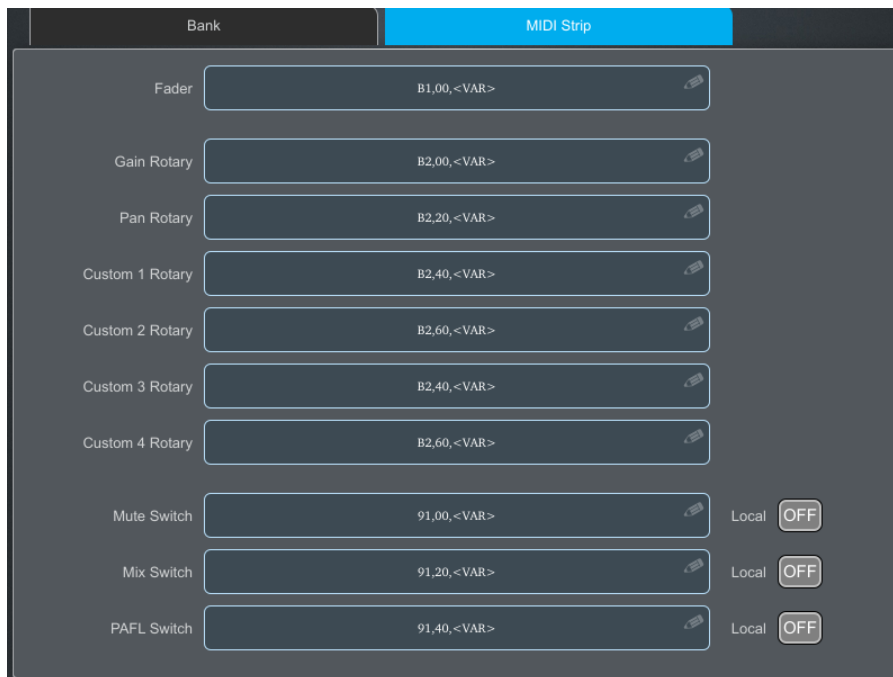 Bank MIDI Strip
Fader B1,00,<VAR>
Gain Rotary B2,00,<VAR>
Pan Rotary B2,20,<VAR>
Custom 1 Rotary B2,40,<VAR>
Custom 2 Rotary B2,60,<VAR>
Custom 3 Rotary B2,40,<VAR>
Custom 4 Rotary B2,60,<VAR>
Mute Switch 91,00,<VAR> Local OFF
Mix Switch 91,20,<VAR> Local OFF
PAFL Switch 91,40,<VAR> Local OFF